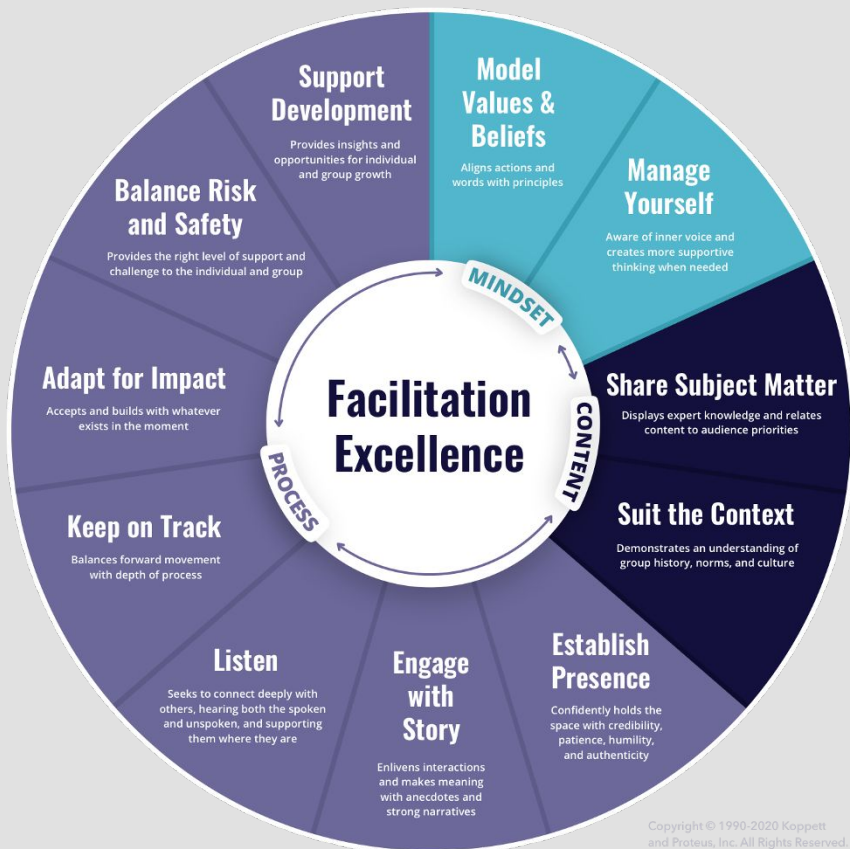 Facilitation
Excellence
MINDSET
CONTENT
PROCESS
Model
Values &
Beliefs
Aligns actions and
words with principles
Manage
Yourself
Aware of inner voice and
creates more supportive
thinking when needed
Share Subject Matter
Displays expert knowledge and relates
content to audience priorities
Suit the Context
Demonstrates an understanding of
group history, norms, and culture
Establish
Presence
Confidently holds the
space with credibility,
patience, humility,
and authenticity
Engage
with
Story
Enlivens interactions
and makes meaning
with anecdotes and
strong narratives
Listen
Seeks to connect deeply with
others, hearing both the spoken
and unspoken, and supporting
them where they are
Keep on Track
Balances forward movement
with depth of process
Adapt for Impact
Accepts and builds with whatever
exists in the moment
Balance Risk
and Safety
Provides the right level of support and
challenge to the individual and group
Support
Development
Provides insights and
opportunities for individual
and group growth
Copyright © 1990-2020 Koppett
and Proteus, Inc. All Rights Reserved.